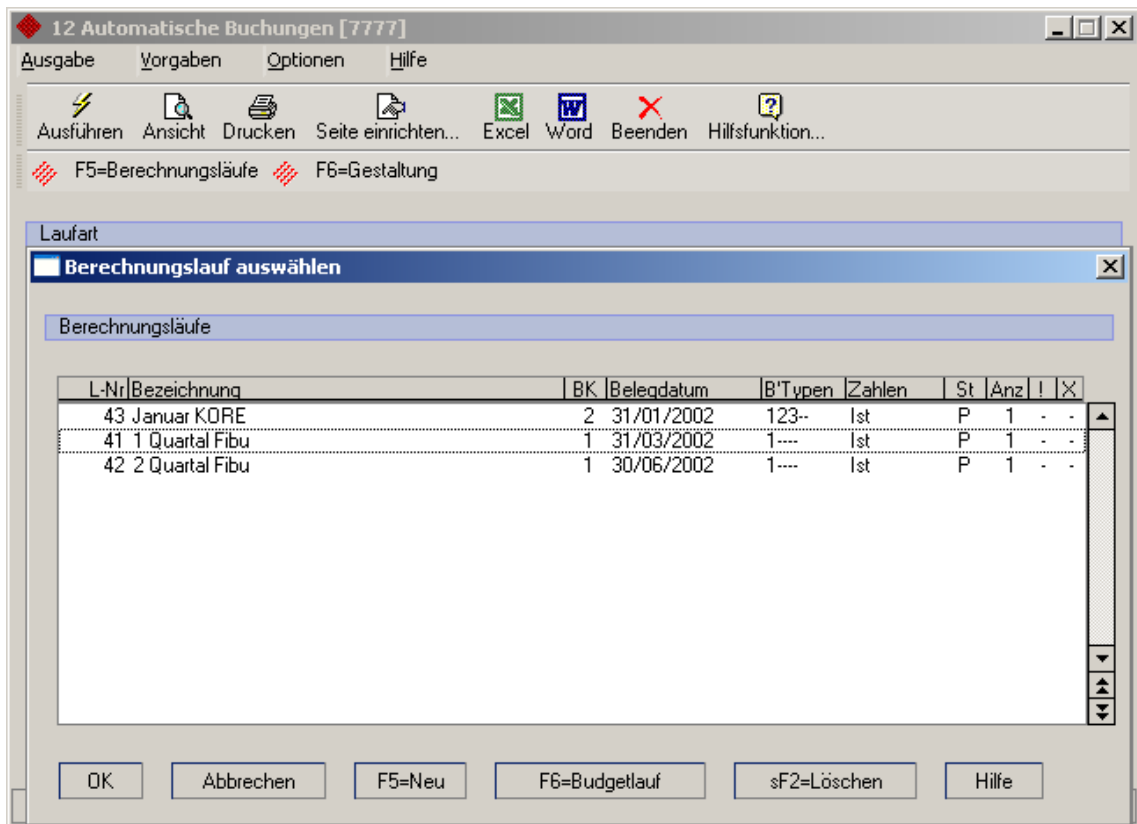 12 Automatische Buchungen [7777]
Ausgabe Vorgaben Optionen Hilfe
Ausführen Ansicht Drucken Seite einrichten... Excel Word Beenden Hilfsfunktion...
F5=Berechnungsläufe F6=Gestaltung
Laufart
Berechnungslauf auswählen
Berechnungsläufe
L-Nr Bezeichnung BK Belegdatum B'Typen Zahlen St Anz ! X
43 Januar KORE 2 31/01/2002 123-- Ist P 1 - -
41 1 Quartal Fibu 1 31/03/2002 1---- Ist P 1 - -
42 2 Quartal Fibu 1 30/06/2002 1---- Ist P 1 - -
OK Abbrechen F5=Neu F6=Budgetlauf sF2=Löschen Hilfe